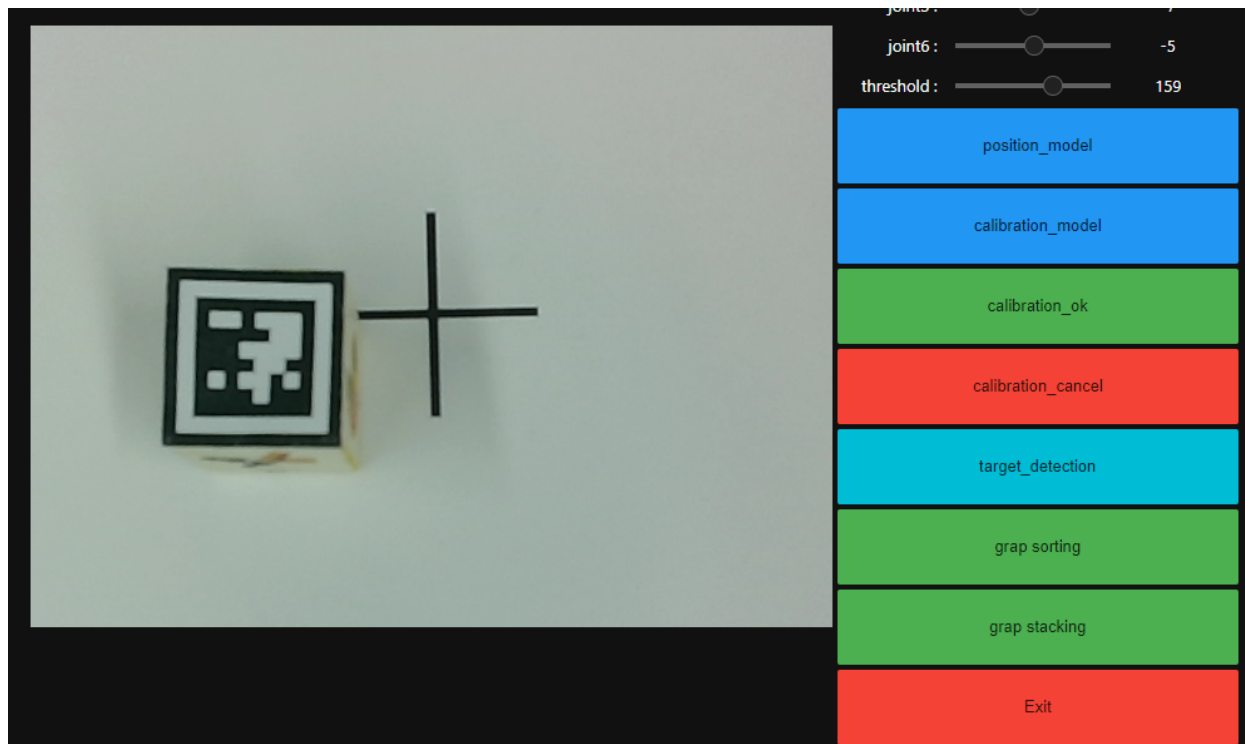 joint6 : -5
threshold : 159
position_model
calibration_model
calibration_ok
calibration_cancel
target_detection
grap sorting
grap stacking
Exit